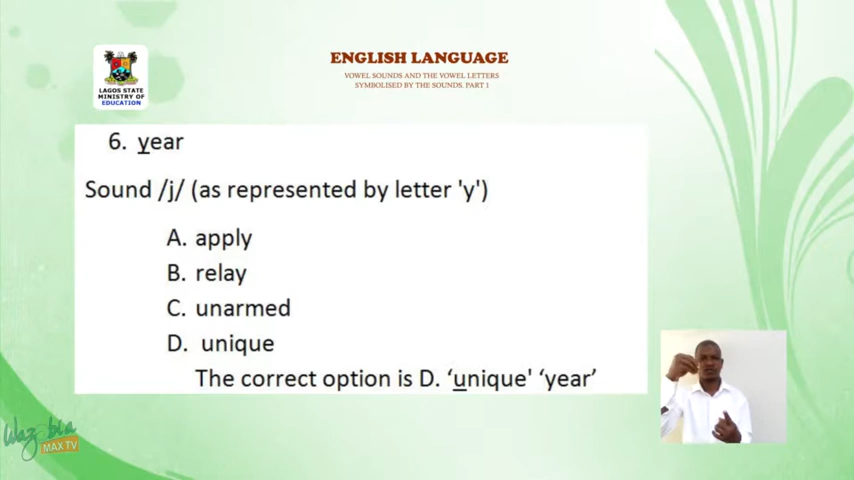 LAGOS STATE
MINISTRY OF
EDUCATION
ENGLISH LANGUAGE
VOWEL SOUNDS AND THE VOWEL LETTERS
SYMBOLISED BY THE SOUNDS. PART 1
6. year
Sound /j/ (as represented by letter 'y')
A. apply
B. relay
C. unarmed
D. unique
The correct option is D. ‘unique' ‘year’
Wazobia
MAX TV